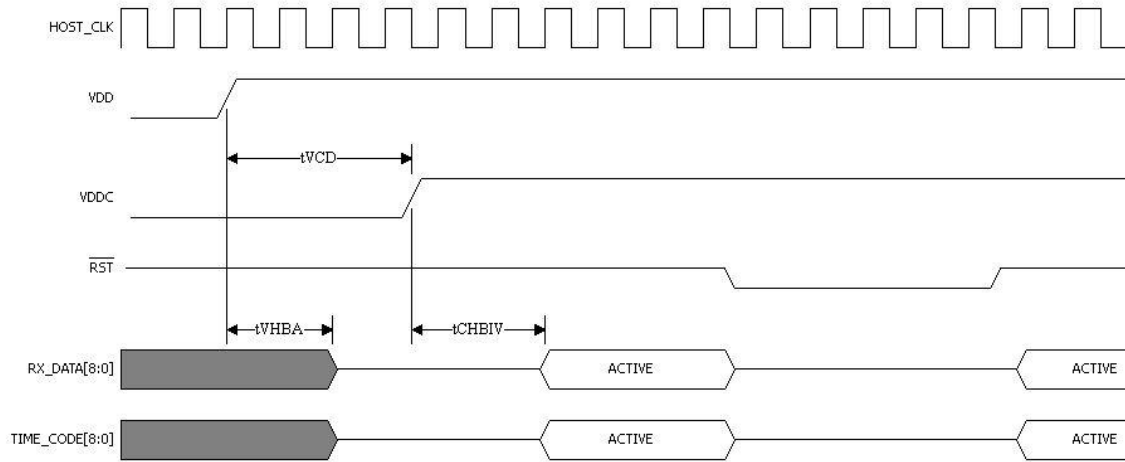 HOST_CLK
VDD
tVCD
VDDC
RST
tVHBA
tCHBIV
RX_DATA[8:0]
ACTIVE
ACTIVE
TIME_CODE[8:0]
ACTIVE
ACTIVE